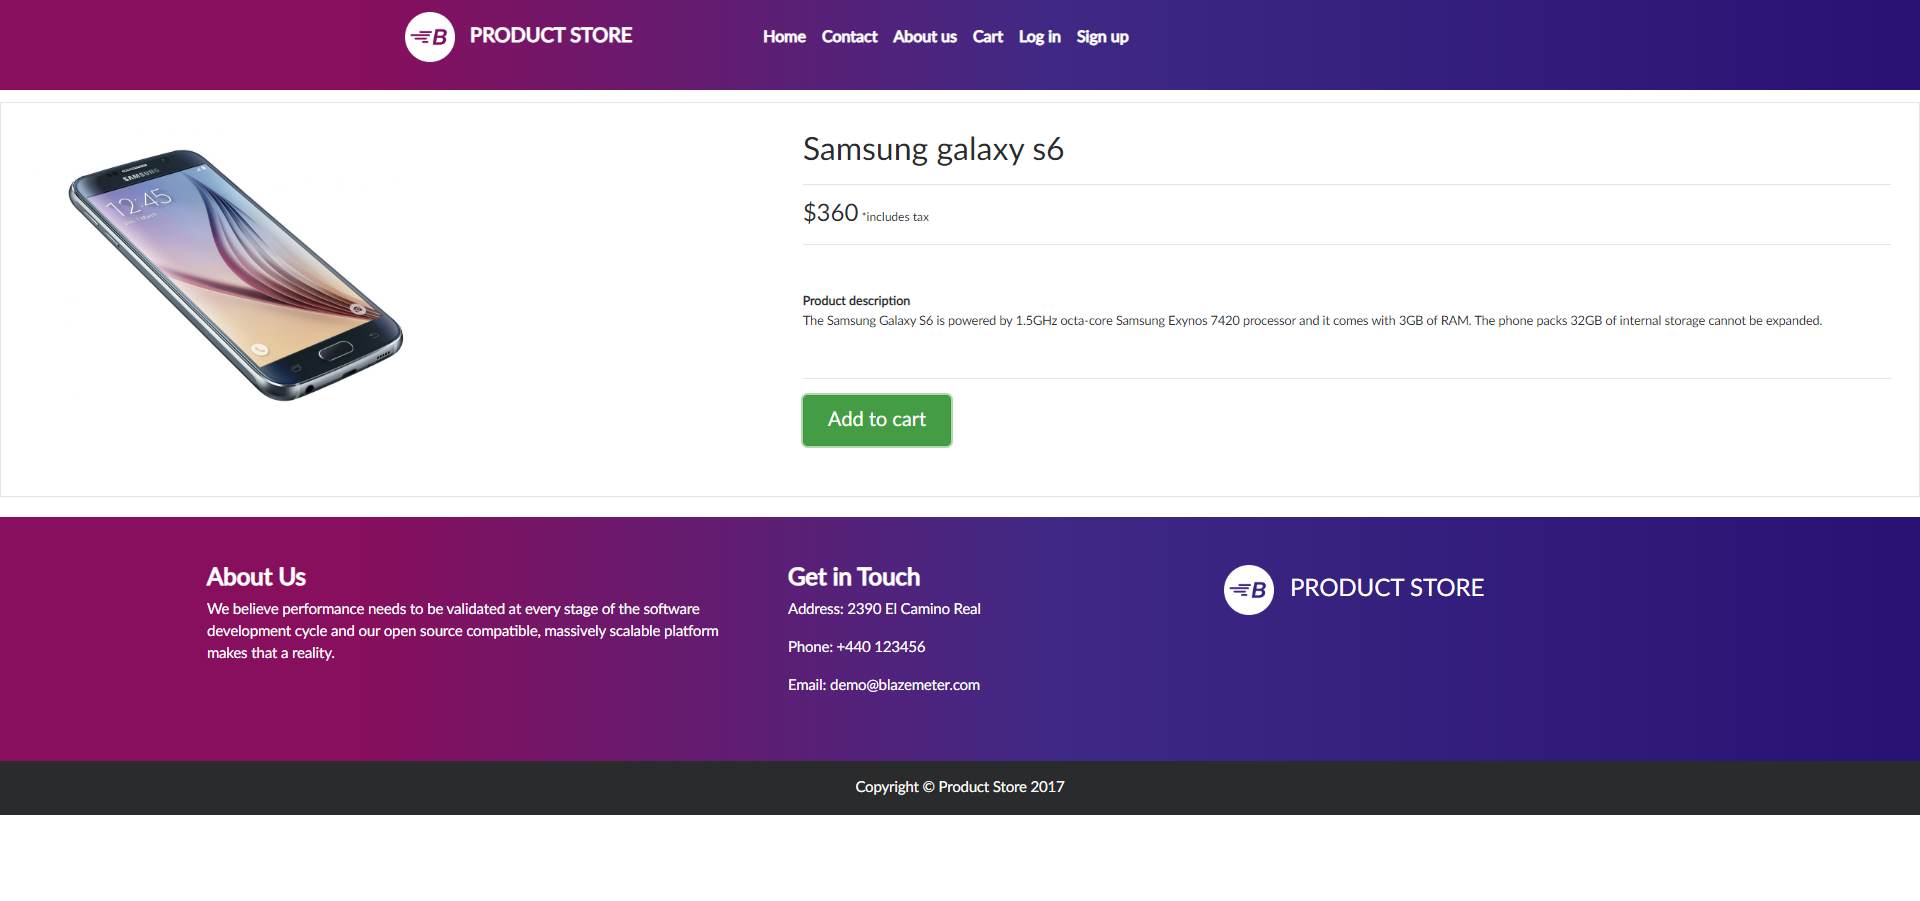 B PRODUCT STORE
Home Contact About us Cart Log in Sign up
SAMSUNG
12:45
Samsung galaxy s6
$360 *includes tax
Product description
The Samsung Galaxy S6 is powered by 1.5GHz octa-core Samsung Exynos 7420 processor and it comes with 3GB of RAM. The phone packs 32GB of internal storage cannot be expanded.
Add to cart
About Us
We believe performance needs to be validated at every stage of the software
development cycle and our open source compatible, massively scalable platform
makes that a reality.
Get in Touch
Address: 2390 El Camino Real
Phone: +440 123456
Email: demo@blazemeter.com
B PRODUCT STORE
Copyright © Product Store 2017